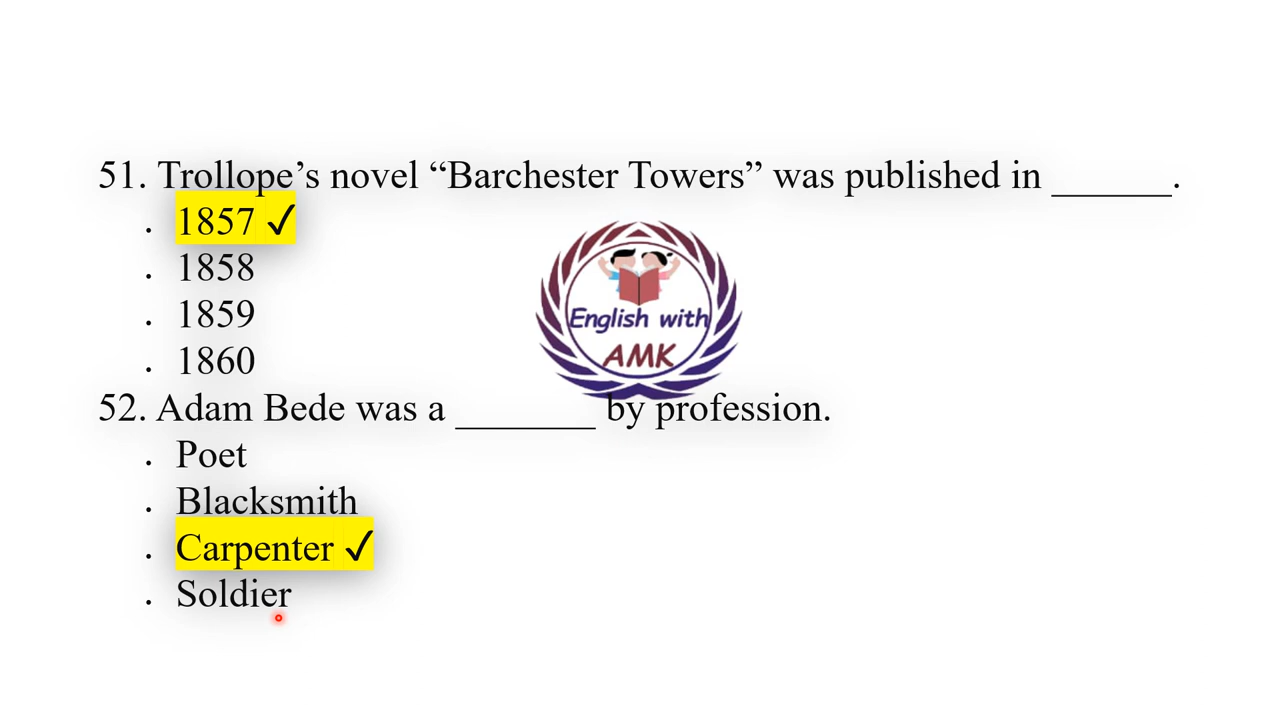 51. Trollope’s novel “Barchester Towers” was published in ______.
. 1857 ✓
. 1858
. 1859
. 1860
English with
AMK
52. Adam Bede was a _______ by profession.
. Poet
. Blacksmith
. Carpenter ✓
. Soldier